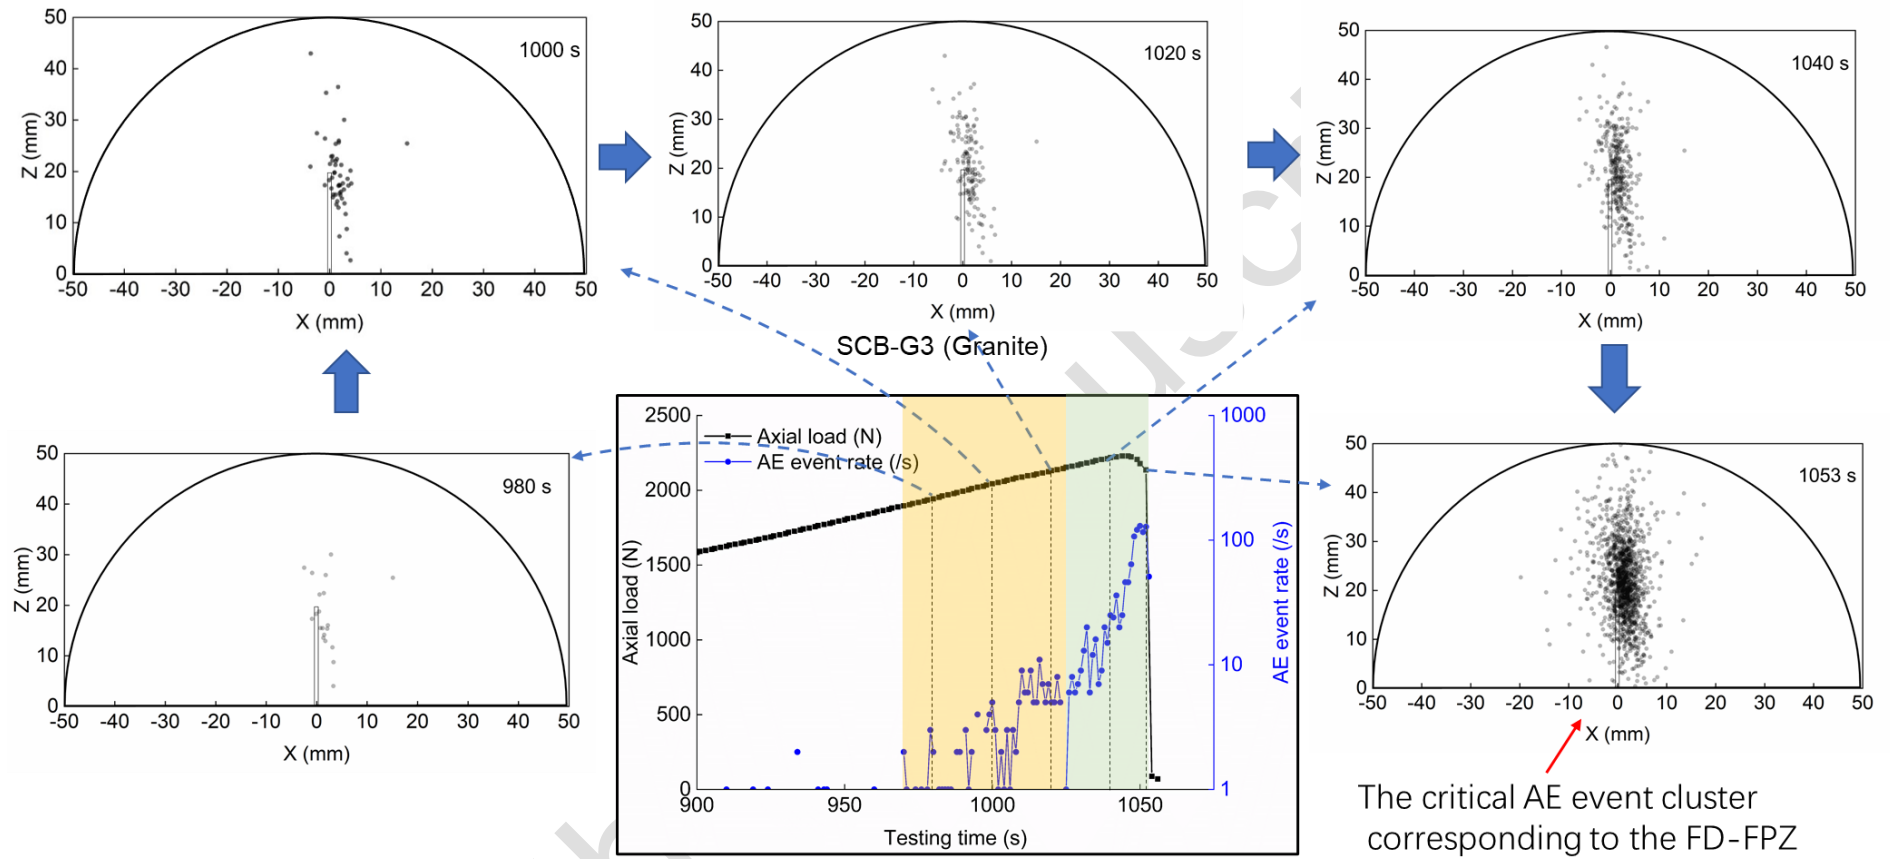 50
40
30
20
10
0
Z (mm)
1000 s
-50 -40 -30 -20 -10 0 10 20 30 40 50
X (mm)
50
40
30
20
10
0
Z (mm)
1020 s
-50 -40 -30 -20 -10 0 10 20 30 40 50
X (mm)
50
40
30
20
10
0
Z (mm)
1040 s
-50 -40 -30 -20 -10 0 10 20 30 40 50
X (mm)
SCB-G3 (Granite)
50
40
30
20
10
0
Z (mm)
980 s
-50 -40 -30 -20 -10 0 10 20 30 40 50
X (mm)
2500
2000
1500
1000
500
0
Axial load (N)
Axial load (N)
AE event rate (/s)
1000
100
10
1
AE event rate (/s)
900 950 1000 1050
Testing time (s)
50
40
30
20
10
0
Z (mm)
1053 s
-50 -40 -30 -20 -10 0 10 20 30 40 50
X (mm)
The critical AE event cluster
corresponding to the FD-FPZ